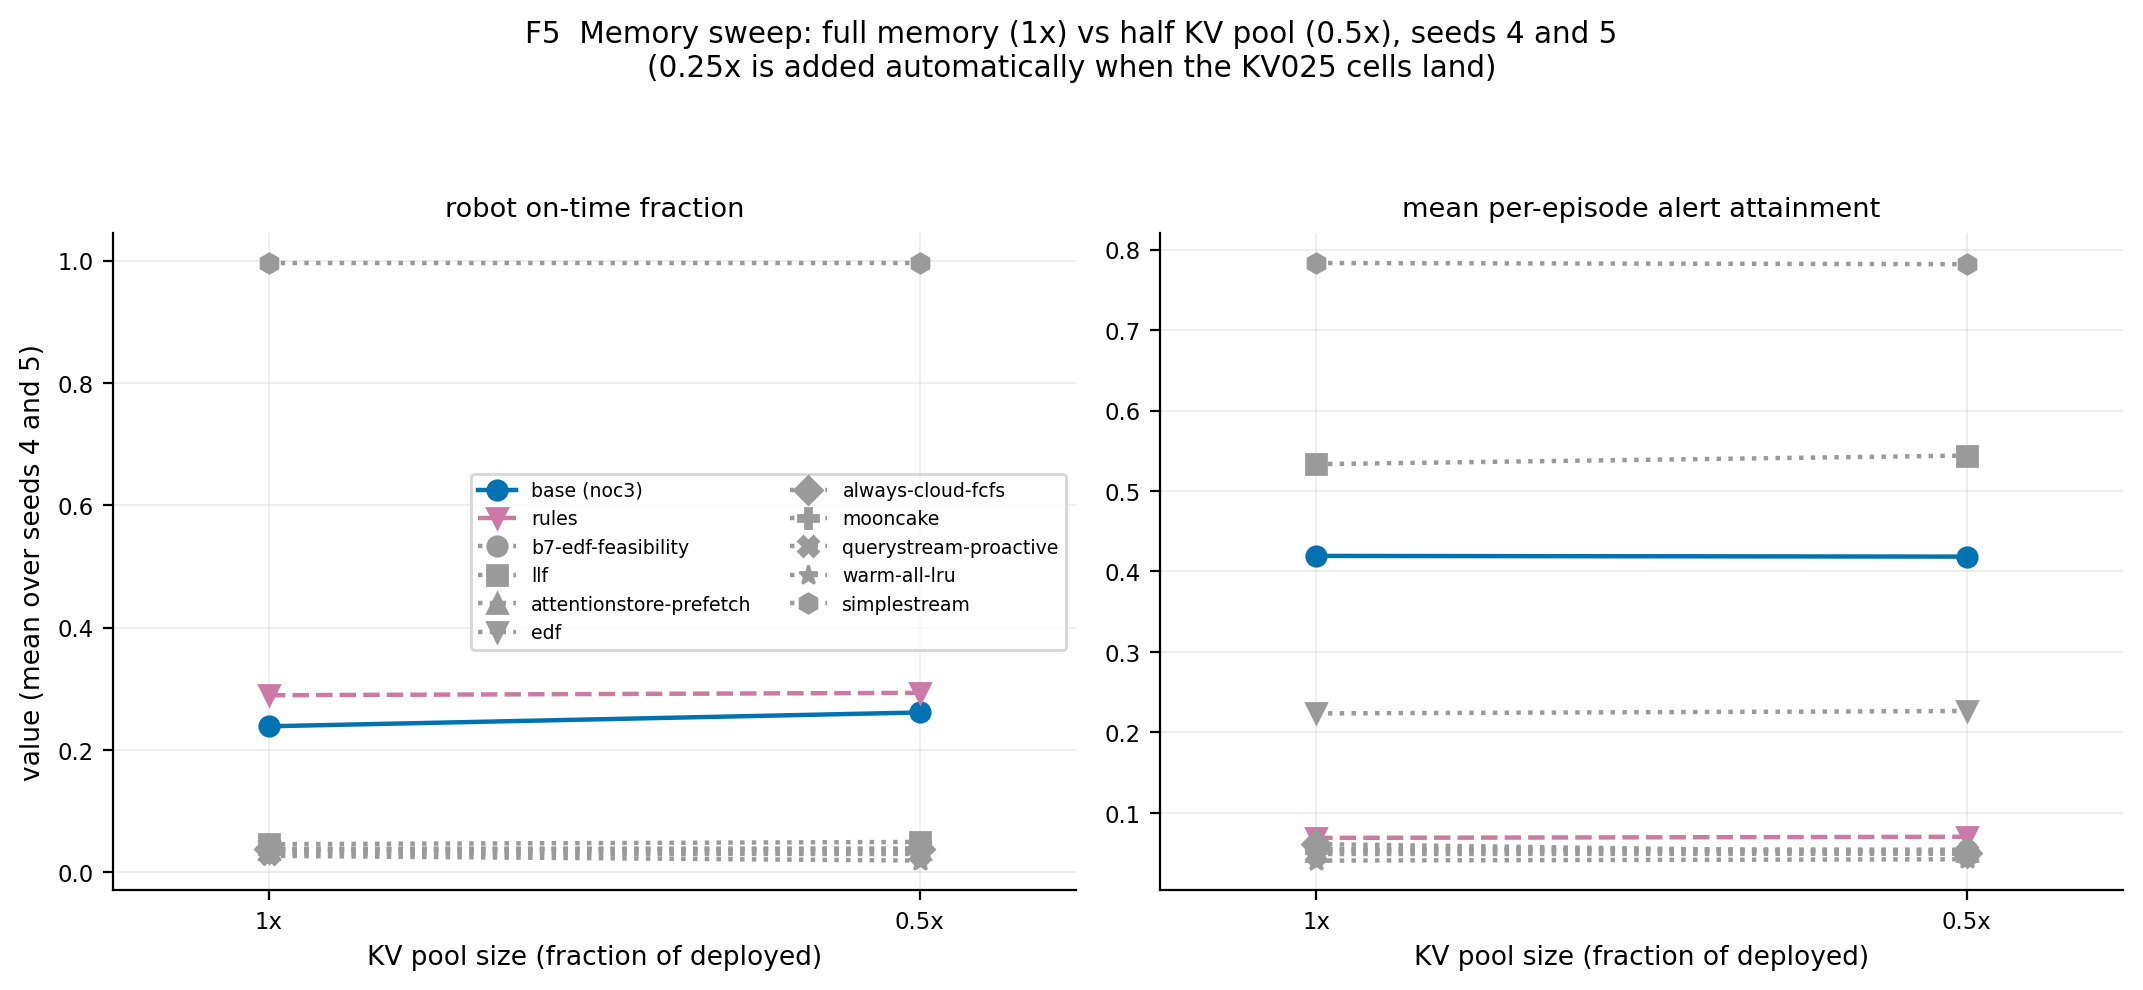 F5  Memory sweep: full memory (1x) vs half KV pool (0.5x), seeds 4 and 5
(0.25x is added automatically when the KV025 cells land)
robot on-time fraction
value (mean over seeds 4 and 5)
1.0
0.8
0.6
0.4
0.2
0.0
base (noc3)
rules
b7-edf-feasibility
llf
attentionstore-prefetch
edf
always-cloud-fcfs
mooncake
querystream-proactive
warm-all-lru
simplestream
1x
0.5x
KV pool size (fraction of deployed)
mean per-episode alert attainment
0.8
0.7
0.6
0.5
0.4
0.3
0.2
0.1
1x
0.5x
KV pool size (fraction of deployed)